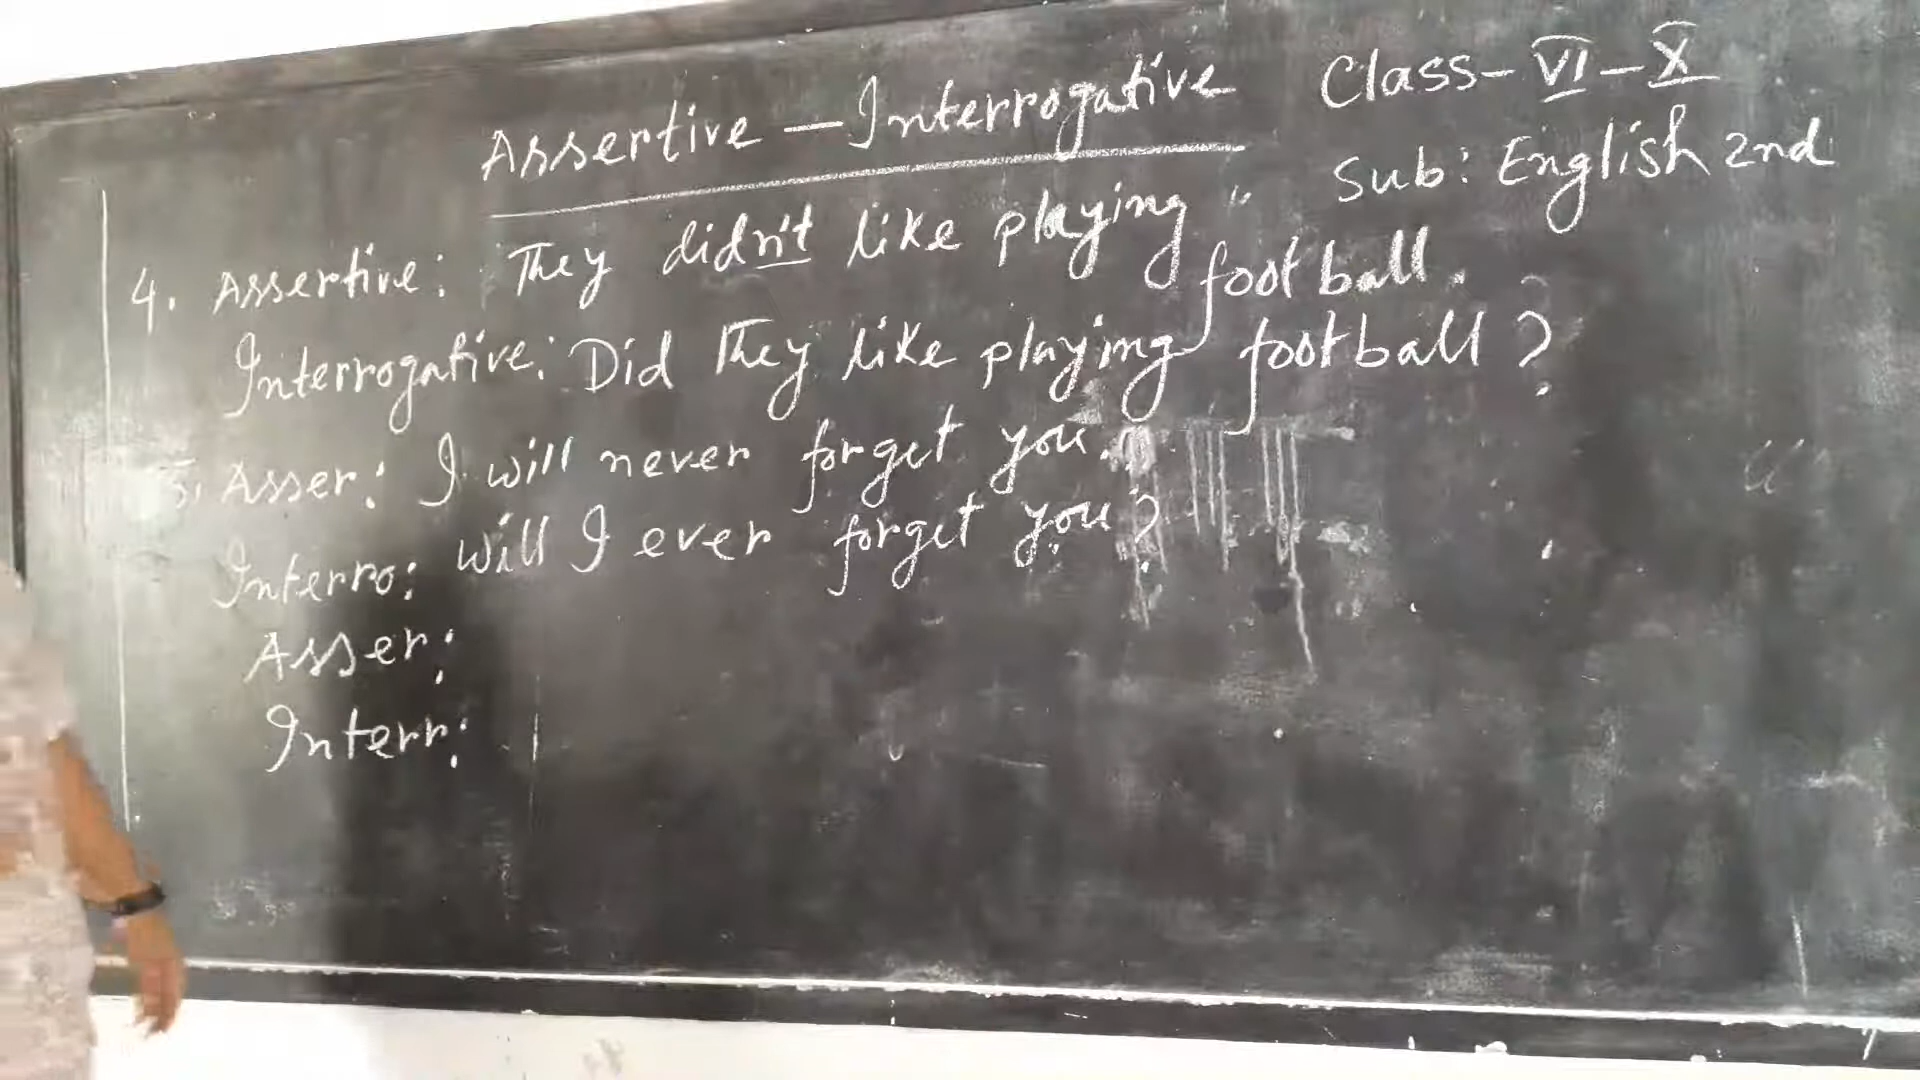 Assertive – Interrogative
Class – VI – X
Sub: English 2nd
4. Assertive: They didn't like playing football.
Interrogative: Did they like playing football?
5. Asser: I will never forget you.
Interro: Will I ever forget you?
Asser:
Interr: